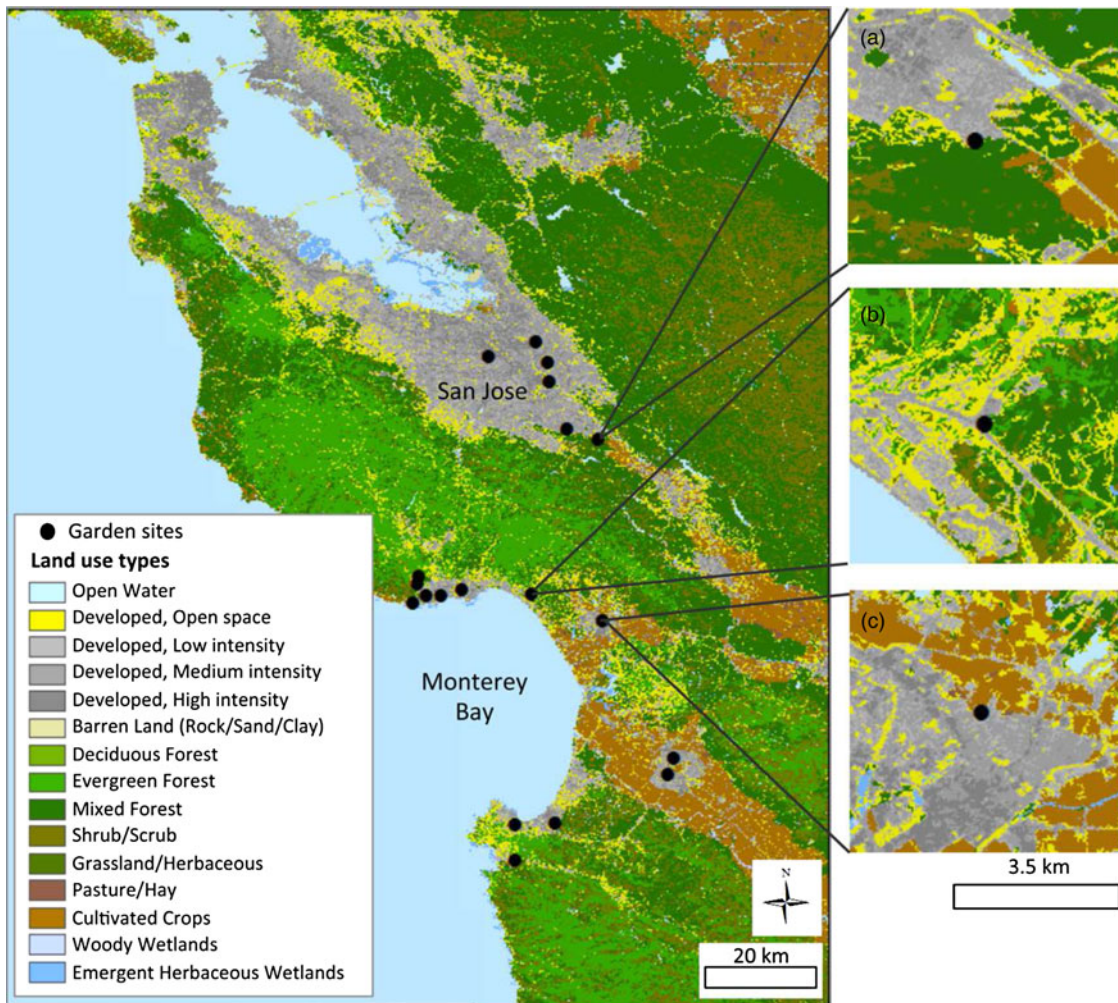 San Jose
Monterey
Bay
Garden sites
Land use types
Open Water
Developed, Open space
Developed, Low intensity
Developed, Medium intensity
Developed, High intensity
Barren Land (Rock/Sand/Clay)
Deciduous Forest
Evergreen Forest
Mixed Forest
Shrub/Scrub
Grassland/Herbaceous
Pasture/Hay
Cultivated Crops
Woody Wetlands
Emergent Herbaceous Wetlands
N
20 km
(a)
(b)
(c)
3.5 km